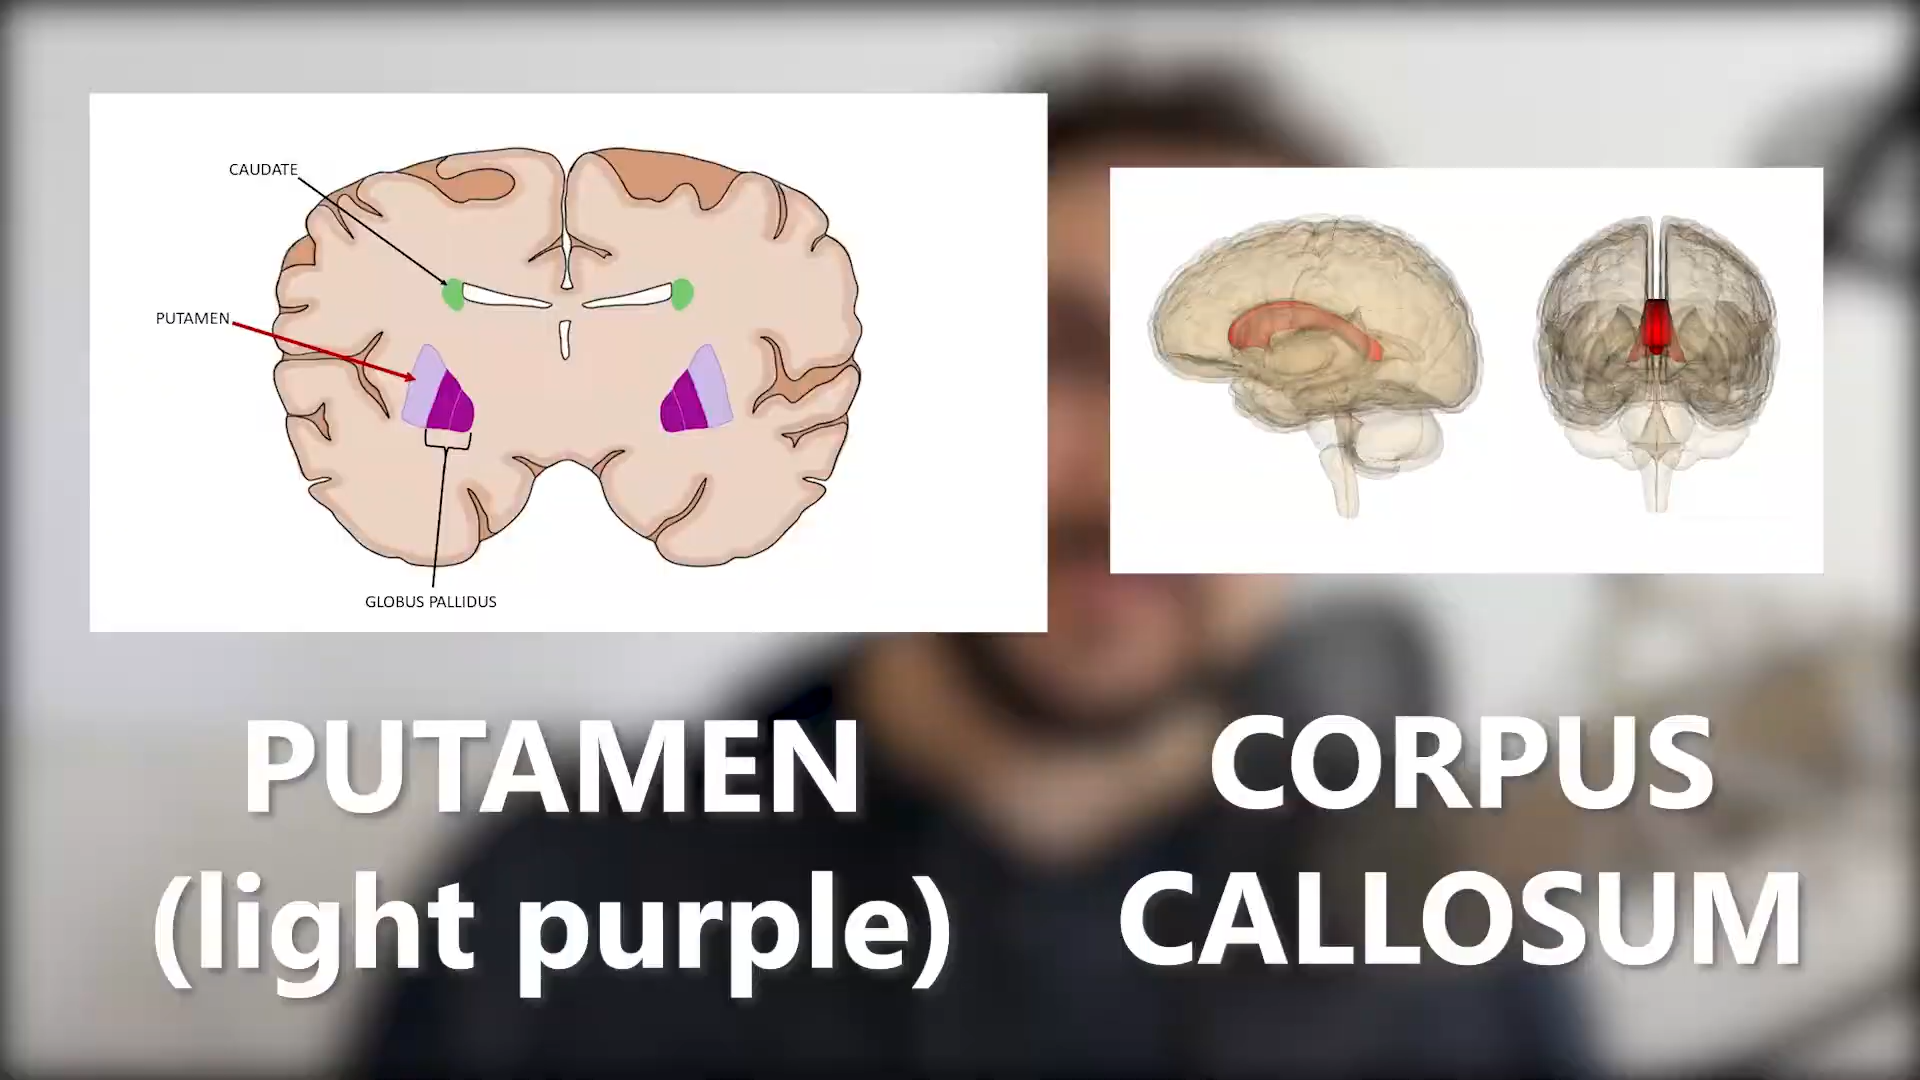 CAUDATE
PUTAMEN
GLOBUS PALLIDUS
PUTAMEN
(light purple)
CORPUS
CALLOSUM